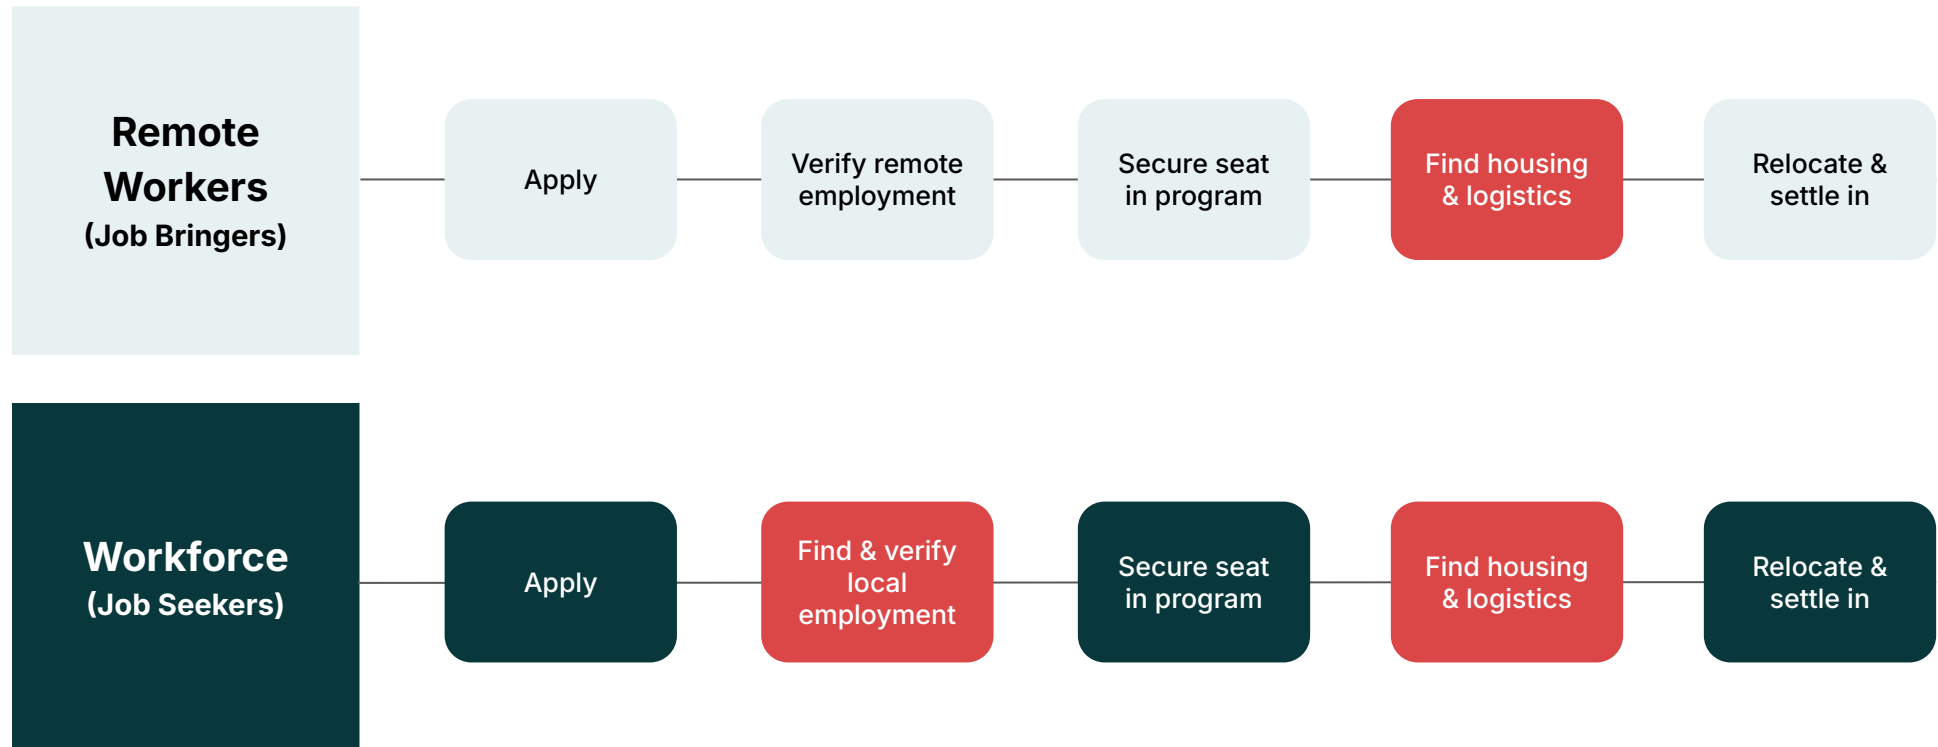 Remote
Workers
(Job Bringers)
Apply
Verify remote
employment
Secure seat
in program
Find housing
& logistics
Relocate &
settle in
Workforce
(Job Seekers)
Apply
Find & verify
local
employment
Secure seat
in program
Find housing
& logistics
Relocate &
settle in